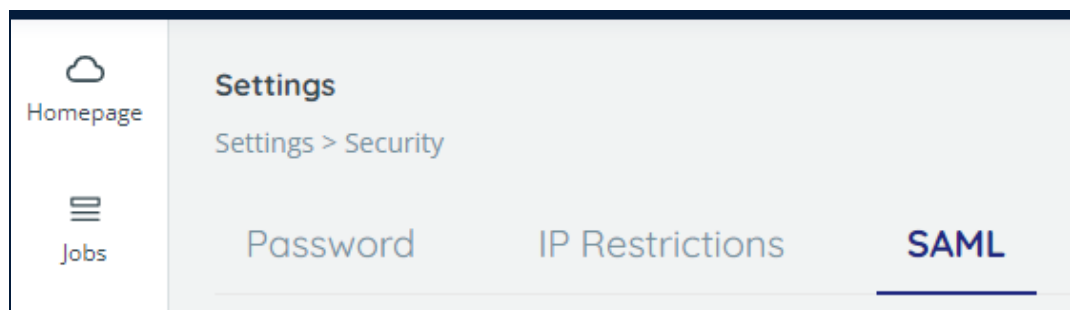 Homepage
Jobs
Settings
Settings > Security
Password IP Restrictions SAML